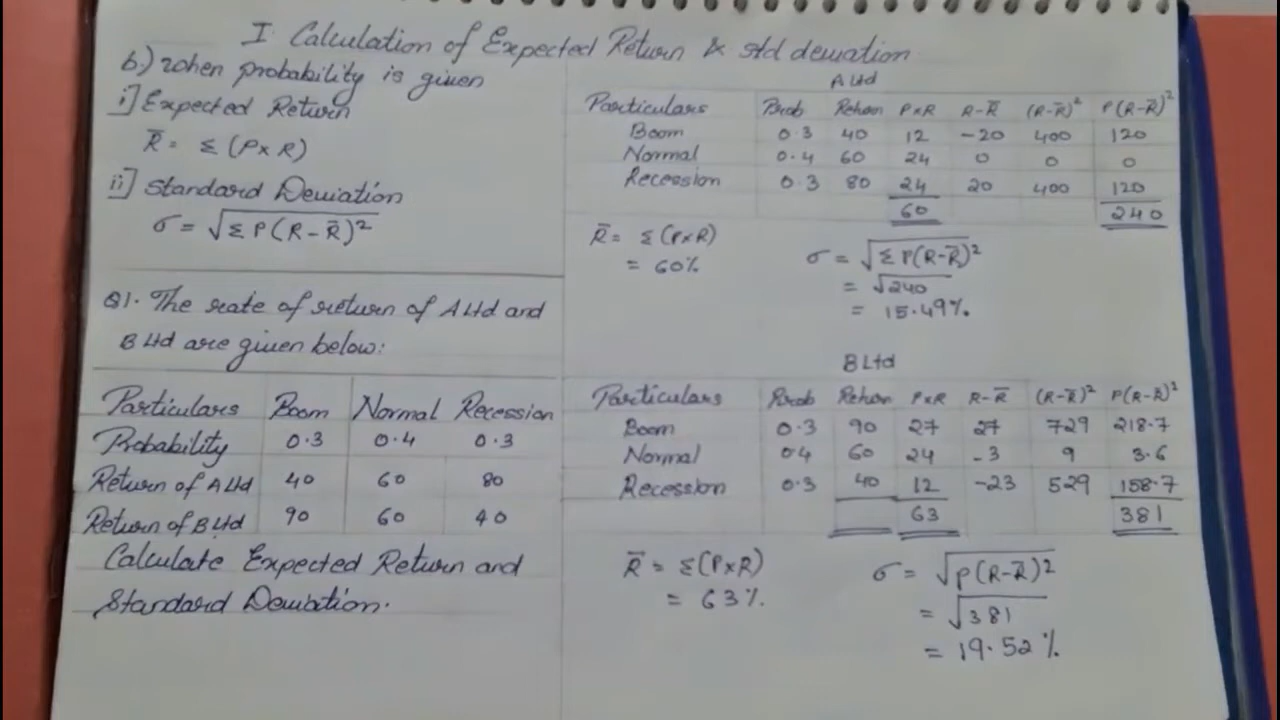 I. Calculation of Expected Return & Std deviation
b.) when probability is given
i] Expected Return
R̄ = Σ (P×R)
ii] Standard Deviation
σ = √Σ P(R-R̄)²
Q1. The rate of return of A Ltd and
B Ltd are given below:
Particulars Boom Normal Recession
Probability 0.3 0.4 0.3
Return of A Ltd 40 60 80
Return of B Ltd 90 60 40
Calculate Expected Return and
Standard Deviation.
A Ltd
Particulars Prob Return P×R R-R̄ (R-R̄)² P(R-R̄)²
Boom 0.3 40 12 -20 400 120
Normal 0.4 60 24 0 0 0
Recession 0.3 80 24 20 400 120
60 240
R̄ = Σ (P×R)
= 60%
σ = √Σ P(R-R̄)²
= √240
= 15.49%
B Ltd
Particulars Prob Return P×R R-R̄ (R-R̄)² P(R-R̄)²
Boom 0.3 90 27 27 729 218.7
Normal 0.4 60 24 -3 9 3.6
Recession 0.3 40 12 -23 529 158.7
63 381
R̄ = Σ(P×R)
= 63%.
σ = √P(R-R̄)²
= √381
= 19.52%